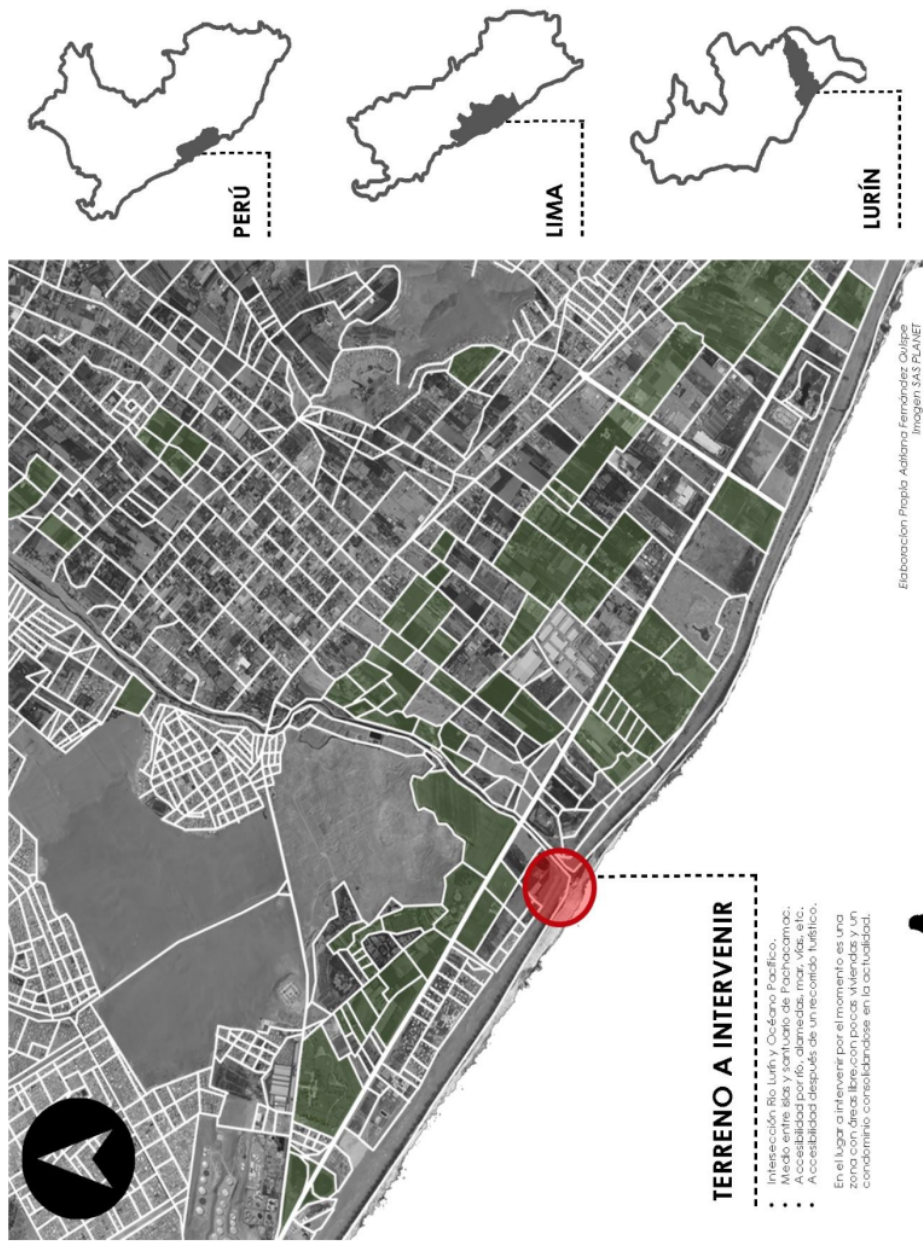 PERÚ
LIMA
LURÍN
TERRENO A INTERVENIR
• Intersección Río Lurín y Océano Pacífico.
• Medio entre islas y santuario de Pachacamac.
• Accesibilidad por río, alamedas, mar, vías, etc.
• Accesibilidad después de un recorrido turístico.
En el lugar a intervenir por el momento es una
zona con áreas libre, con pocas viviendas y un
condominio consolidandose en la actualidad.
Elaboracion Propia Adriana Fernández Quispe
Imagen SAS PLANET